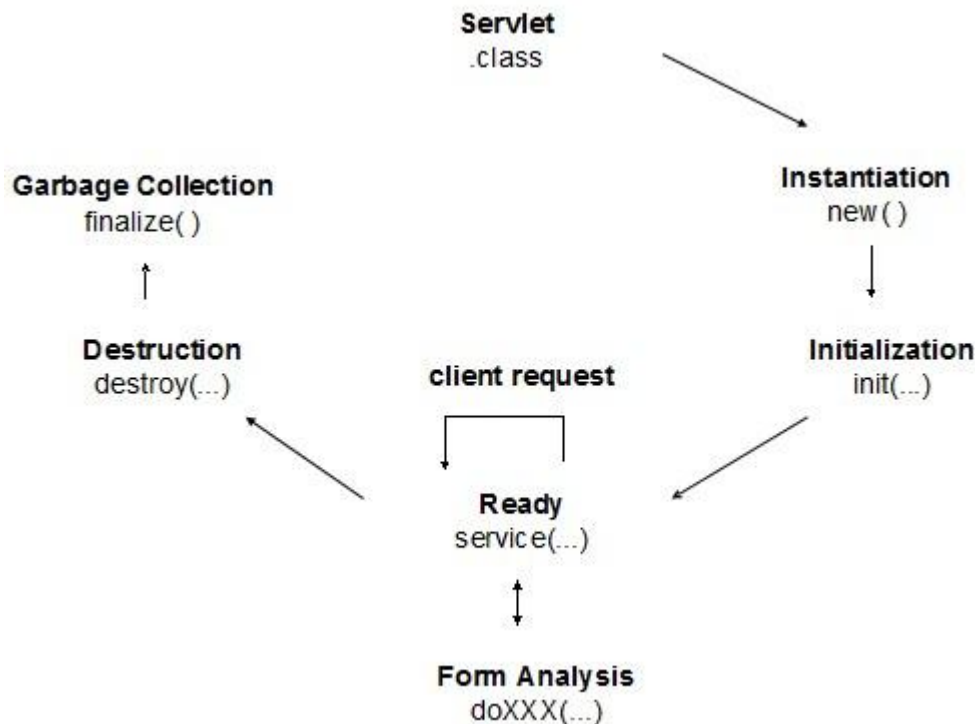 Servlet
.class
Instantiation
new ( )
Initialization
init(...)
client request
Ready
service(...)
Form Analysis
doXXX(...)
Destruction
destroy(...)
Garbage Collection
finalize( )